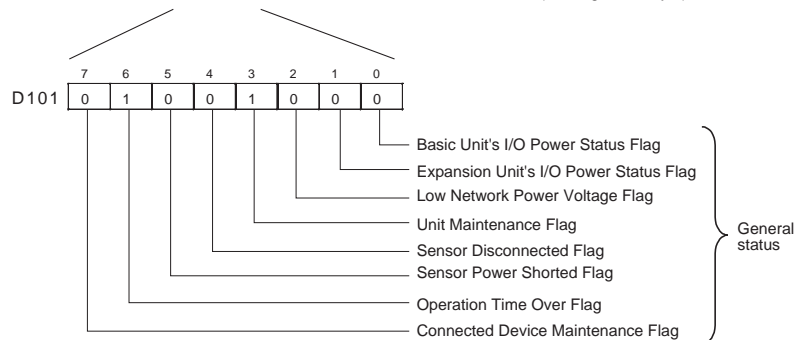 7 6 5 4 3 2 1 0
D101 0 1 0 0 1 0 0 0
Basic Unit's I/O Power Status Flag
Expansion Unit's I/O Power Status Flag
Low Network Power Voltage Flag
Unit Maintenance Flag
Sensor Disconnected Flag
Sensor Power Shorted Flag
Operation Time Over Flag
Connected Device Maintenance Flag
General
status